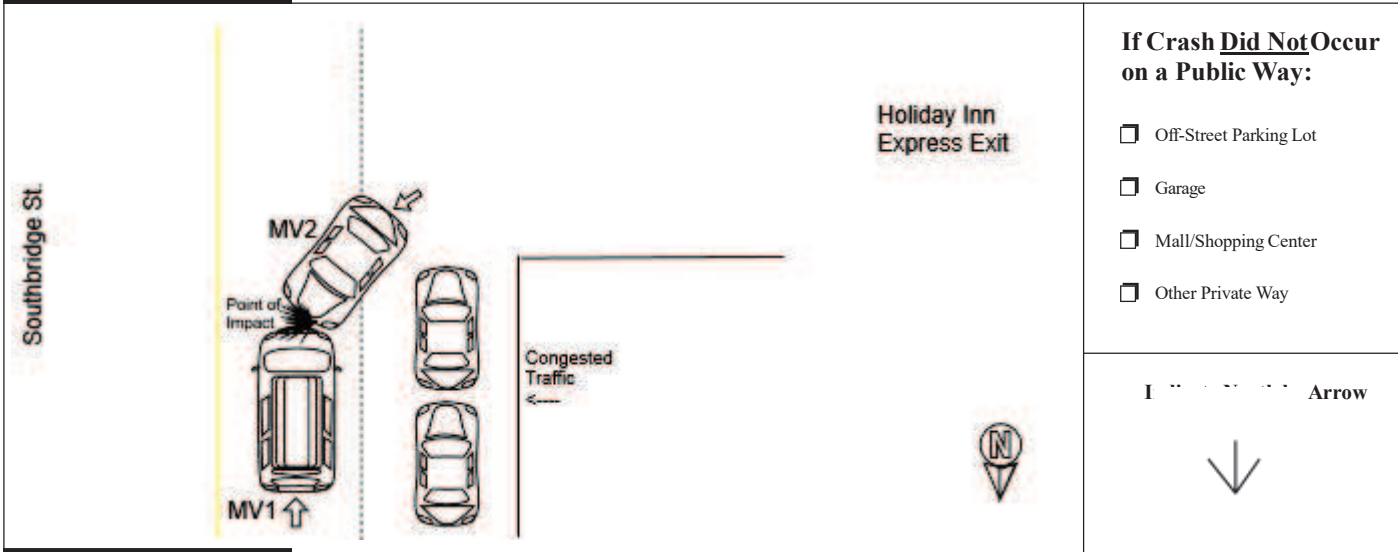 Southbridge St.
MV2
Point of
Impact
MV1
Congested
Traffic
<----
Holiday Inn
Express Exit
N
If Crash Did Not Occur
on a Public Way:
Off-Street Parking Lot
Garage
Mall/Shopping Center
Other Private Way
Arrow